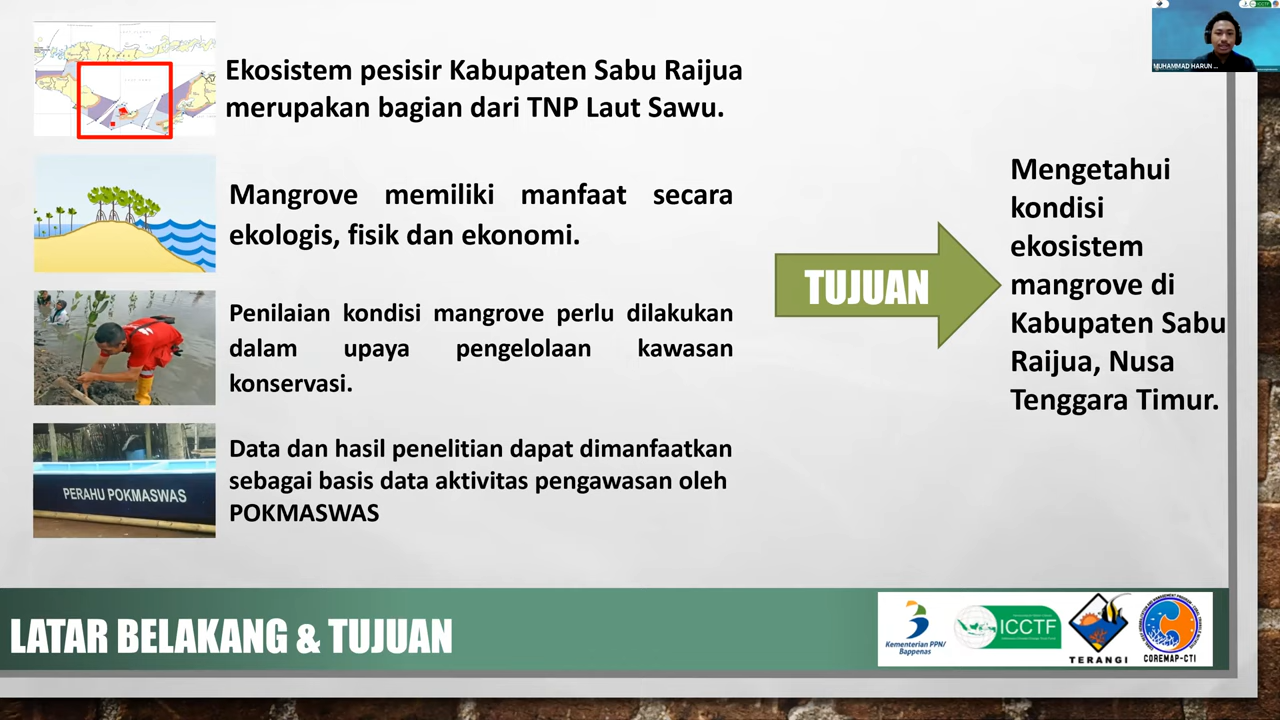 Ekosistem pesisir Kabupaten Sabu Raijua
merupakan bagian dari TNP Laut Sawu.
Mangrove memiliki manfaat secara
ekologis, fisik dan ekonomi.
Penilaian kondisi mangrove perlu dilakukan
dalam upaya pengelolaan kawasan
konservasi.
PERAHU POKMASWAS
Data dan hasil penelitian dapat dimanfaatkan
sebagai basis data aktivitas pengawasan oleh
POKMASWAS
TUJUAN
Mengetahui
kondisi
ekosistem
mangrove di
Kabupaten Sabu
Raijua, Nusa
Tenggara Timur.
MUHAMMAD HARUN ...
LATAR BELAKANG & TUJUAN
Kementerian PPN/
Bappenas
ICCTF
TERANGI
COREMAP-CTI